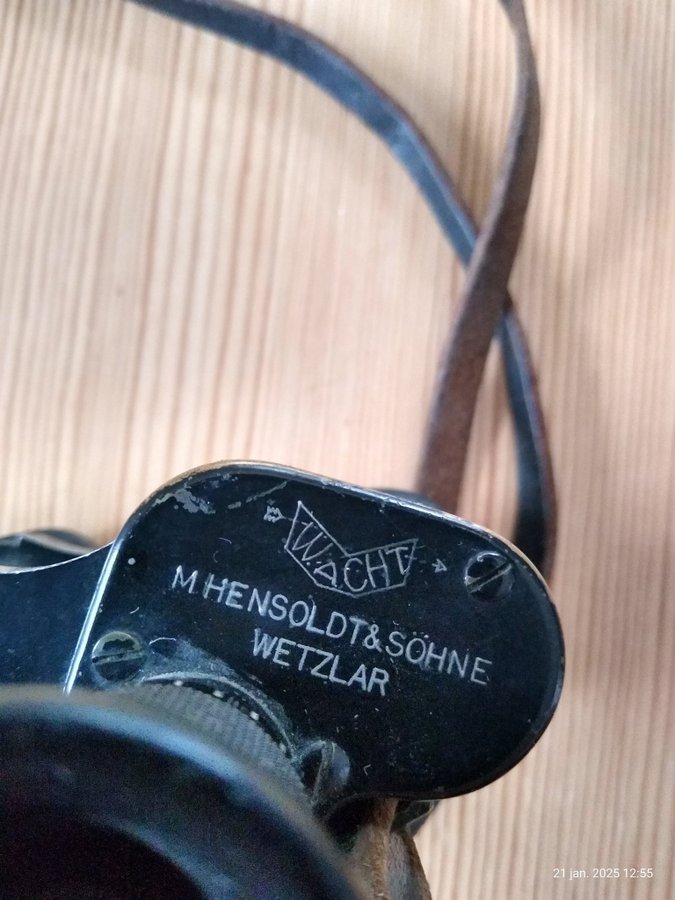 WACHT
M HENSOLDT & SÖHNE
WETZLAR
21 jan. 2025 12:55